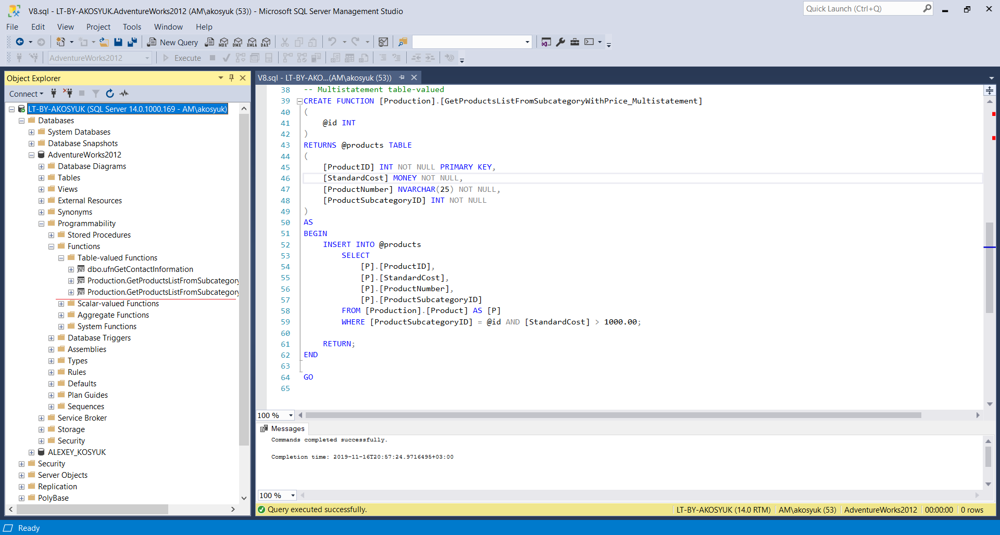 V8.sql - LT-BY-AKOSYUK.AdventureWorks2012 (AM\akosyuk (53)) - Microsoft SQL Server Management Studio
Quick Launch (Ctrl+Q)
File Edit View Project Tools Window Help
New Query MDX DMX XMLA DAX
AdventureWorks2012 Execute
Object Explorer
Connect
LT-BY-AKOSYUK (SQL Server 14.0.1000.169 - AM\akosyuk)
Databases
System Databases
Database Snapshots
AdventureWorks2012
Database Diagrams
Tables
Views
External Resources
Synonyms
Programmability
Stored Procedures
Functions
Table-valued Functions
dbo.ufnGetContactInformation
Production.GetProductsListFromSubcategory
Production.GetProductsListFromSubcategory
Scalar-valued Functions
Aggregate Functions
System Functions
Database Triggers
Assemblies
Types
Rules
Defaults
Plan Guides
Sequences
Service Broker
Storage
Security
ALEXEY_KOSYUK
Security
Server Objects
Replication
PolyBase
V8.sql - LT-BY-AKO...(AM\akosyuk (53))
38 -- Multistatement table-valued
39 CREATE FUNCTION [Production].[GetProductsListFromSubcategoryWithPrice_Multistatement]
40 (
41 @id INT
42 )
43 RETURNS @products TABLE
44 (
45 [ProductID] INT NOT NULL PRIMARY KEY,
46 [StandardCost] MONEY NOT NULL,
47 [ProductNumber] NVARCHAR(25) NOT NULL,
48 [ProductSubcategoryID] INT NOT NULL
49 )
50 AS
51 BEGIN
52 INSERT INTO @products
53 SELECT
54 [P].[ProductID],
55 [P].[StandardCost],
56 [P].[ProductNumber],
57 [P].[ProductSubcategoryID]
58 FROM [Production].[Product] AS [P]
59 WHERE [ProductSubcategoryID] = @id AND [StandardCost] > 1000.00;
60
61 RETURN;
62 END
63
64 GO
65
100 %
Messages
Commands completed successfully.
Completion time: 2019-11-16T20:57:24.9716495+03:00
100 %
Query executed successfully. LT-BY-AKOSYUK (14.0 RTM) AM\akosyuk (53) AdventureWorks2012 00:00:00 0 rows
Ready